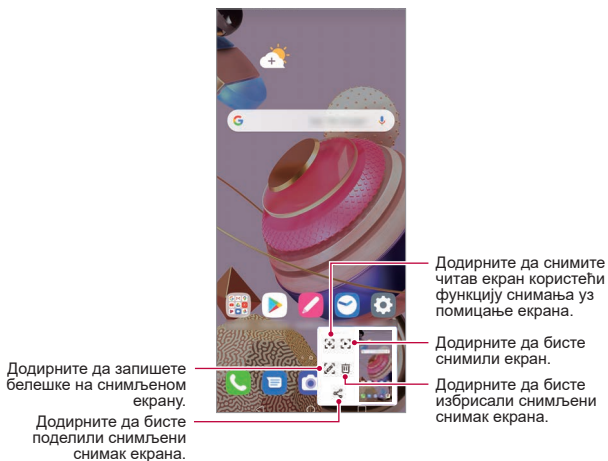 Додирните да снимите
читав екран користећи
функцију снимања уз
помицање екрана.
Додирните да бисте
снимили екран.
Додирните да запишете
белешке на снимљеном
екрану.
Додирните да бисте
избрисали снимљени
снимак екрана.
Додирните да бисте
поделили снимљени
снимак екрана.